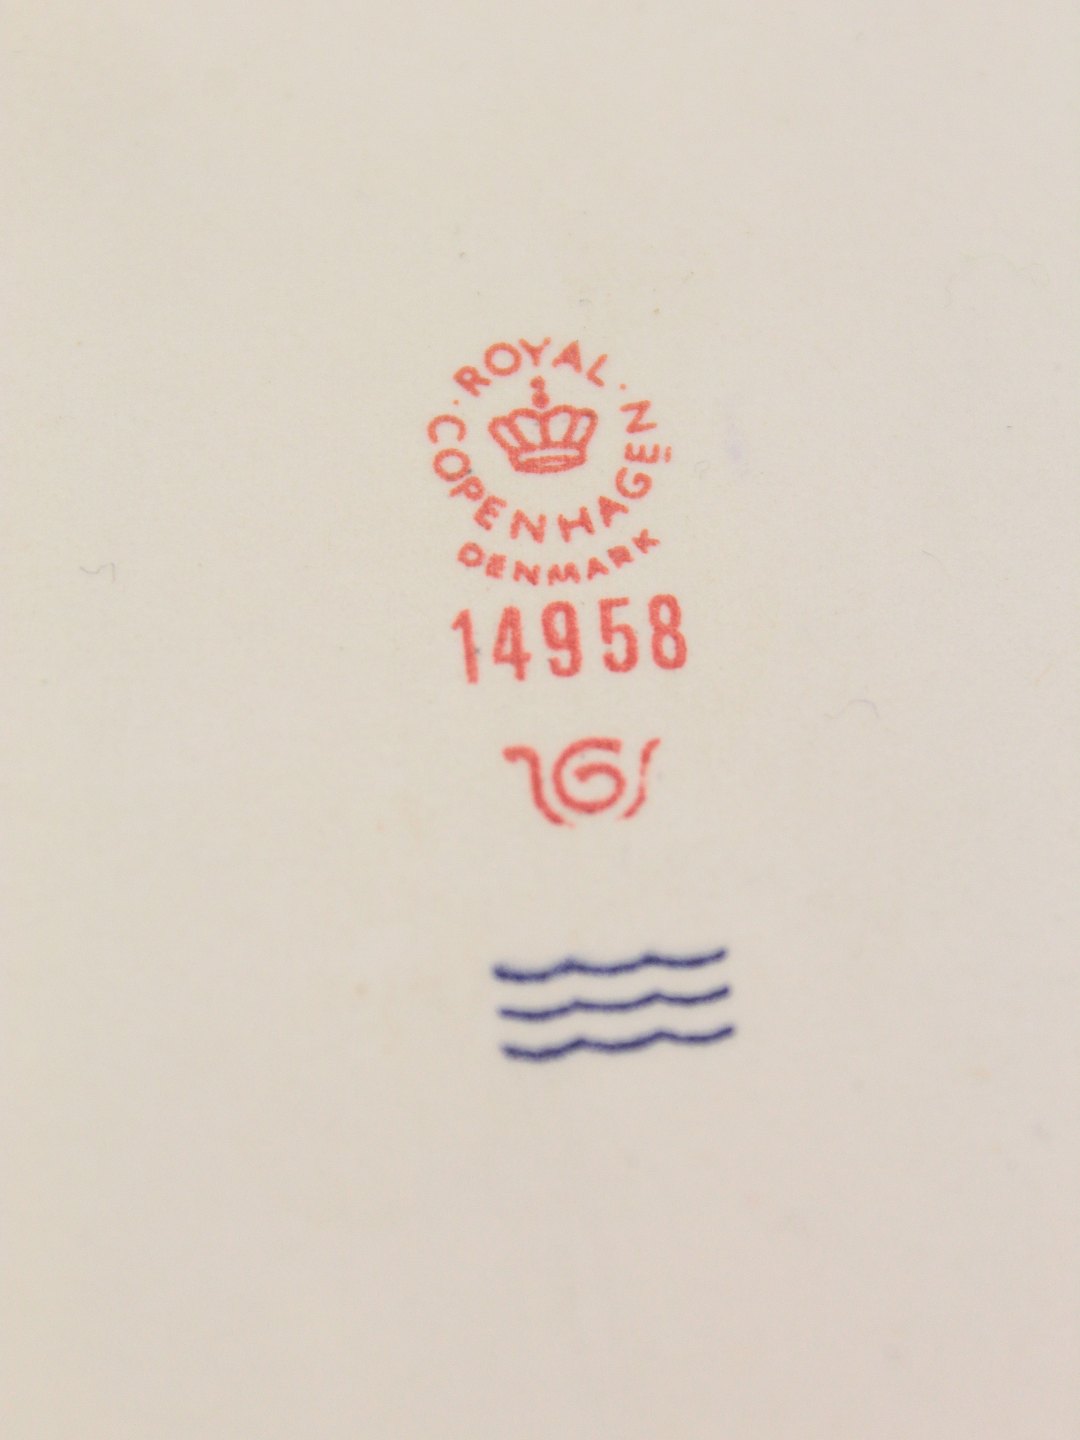 ROYAL
COPENHAGEN
DENMARK
14958